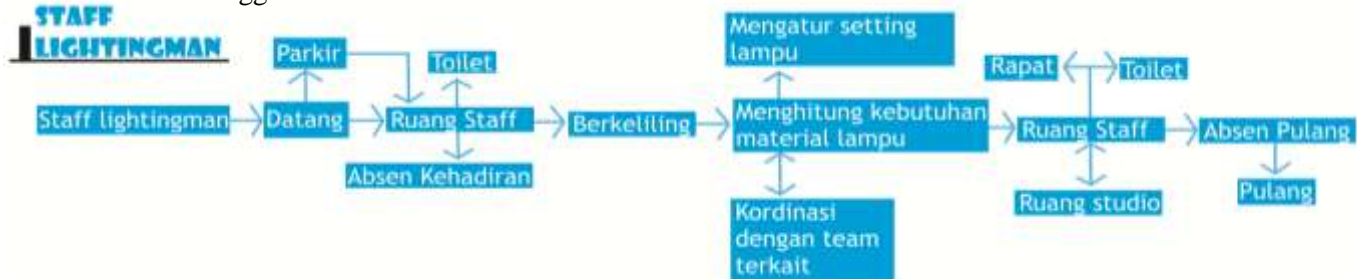 STAFF
LIGHTINGMAN
Staff lightingman
Datang
Parkir
Ruang Staff
Toilet
Absen Kehadiran
Berkeliling
Mengatur setting
lampu
Menghitung kebutuhan
material lampu
Kordinasi
dengan team
terkait
Ruang Staff
Rapat
Toilet
Ruang studio
Absen Pulang
Pulang